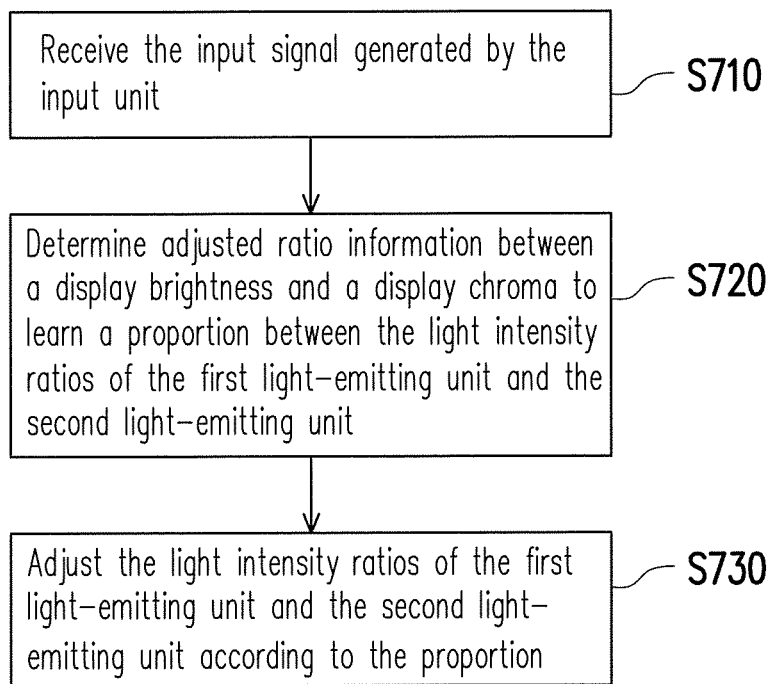 Receive the input signal generated by the
input unit
S710
Determine adjusted ratio information between
a display brightness and a display chroma to
learn a proportion between the light intensity
ratios of the first light-emitting unit and the
second light-emitting unit
S720
Adjust the light intensity ratios of the first
light-emitting unit and the second light-
emitting unit according to the proportion
S730